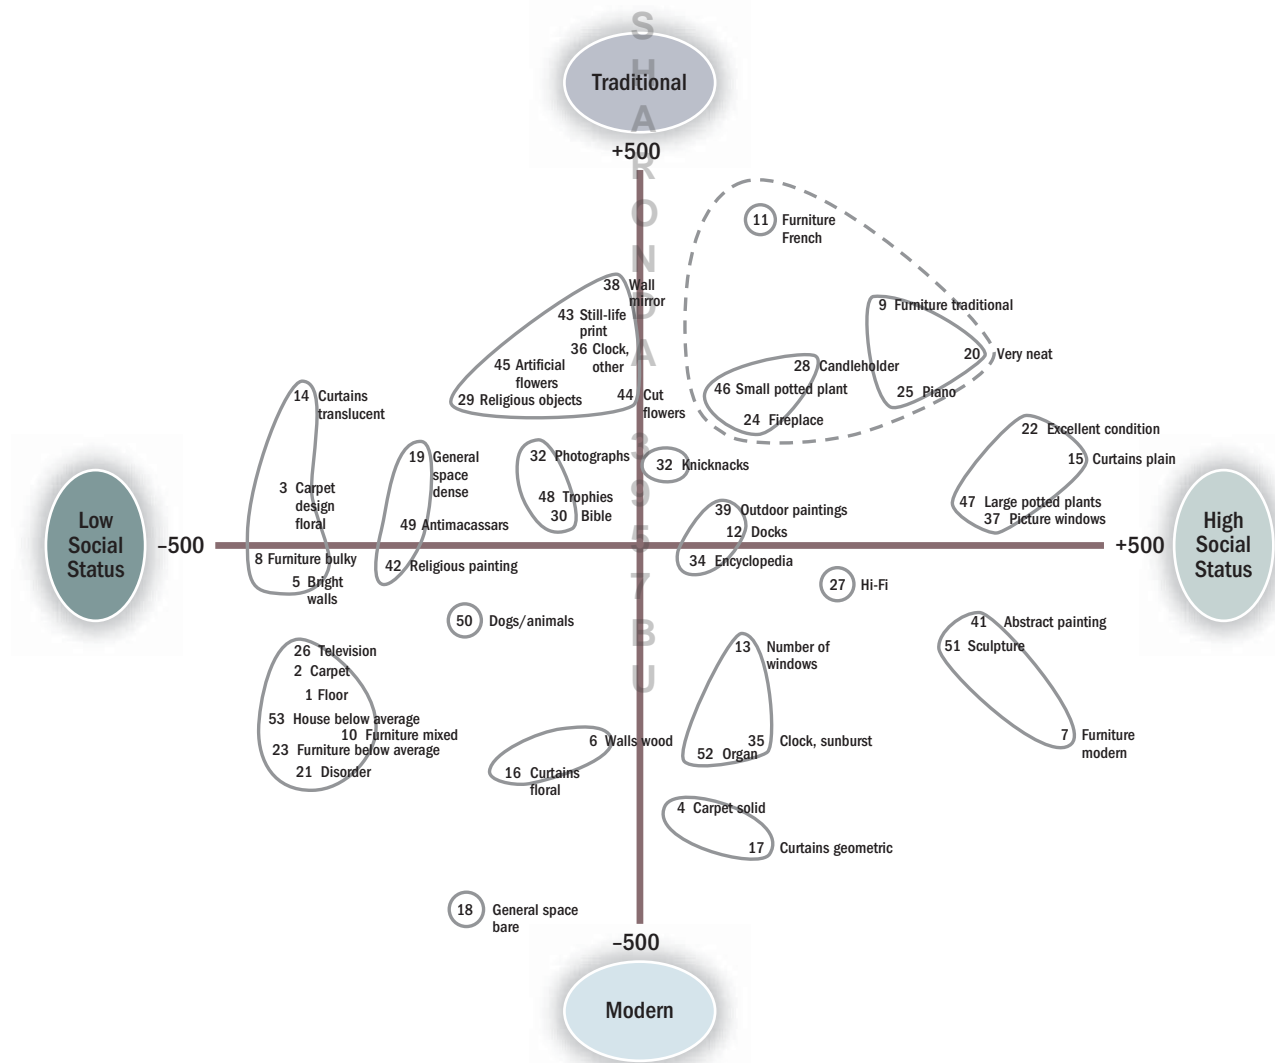 Traditional
+500
11 Furniture
French
38 Wall
mirror
9 Furniture traditional
43 Still-life
print
36 Clock,
other
20 Very neat
45 Artificial
flowers
28 Candleholder
29 Religious objects
44 Cut
flowers
46 Small potted plant
25 Piano
24 Fireplace
14 Curtains
translucent
22 Excellent condition
19 General
space
dense
32 Photographs
32 Knicknacks
15 Curtains plain
3 Carpet
design
floral
48 Trophies
30 Bible
47 Large potted plants
37 Picture windows
49 Antimacassars
39 Outdoor paintings
12 Docks
Low
Social
Status
-500
+500
High
Social
Status
8 Furniture bulky
42 Religious painting
34 Encyclopedia
5 Bright
walls
27 Hi-Fi
50 Dogs/animals
41 Abstract painting
26 Television
13 Number of
windows
51 Sculpture
2 Carpet
1 Floor
53 House below average
10 Furniture mixed
23 Furniture below average
21 Disorder
6 Walls wood
35 Clock, sunburst
52 Organ
7 Furniture
modern
16 Curtains
floral
4 Carpet solid
17 Curtains geometric
18 General space
bare
-500
Modern
SHARONDA 3957BU